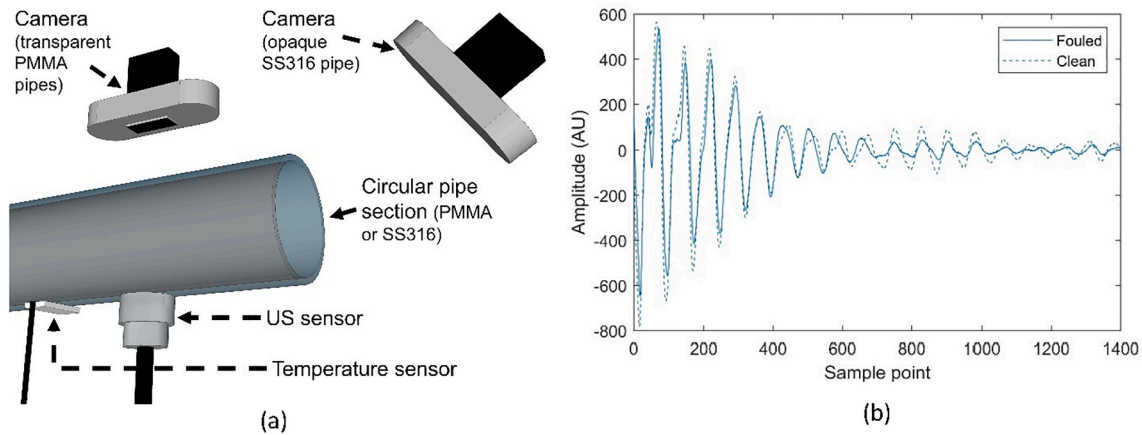 Camera
(transparent
PMMA
pipes)
Camera
(opaque
SS316 pipe)
Circular pipe
section (PMMA
or SS316)
US sensor
Temperature sensor
(a)
(b)
600
400
200
0
-200
-400
-600
-800
Amplitude (AU)
Fouled
Clean
0
200
400
600
800
1000
1200
1400
Sample point